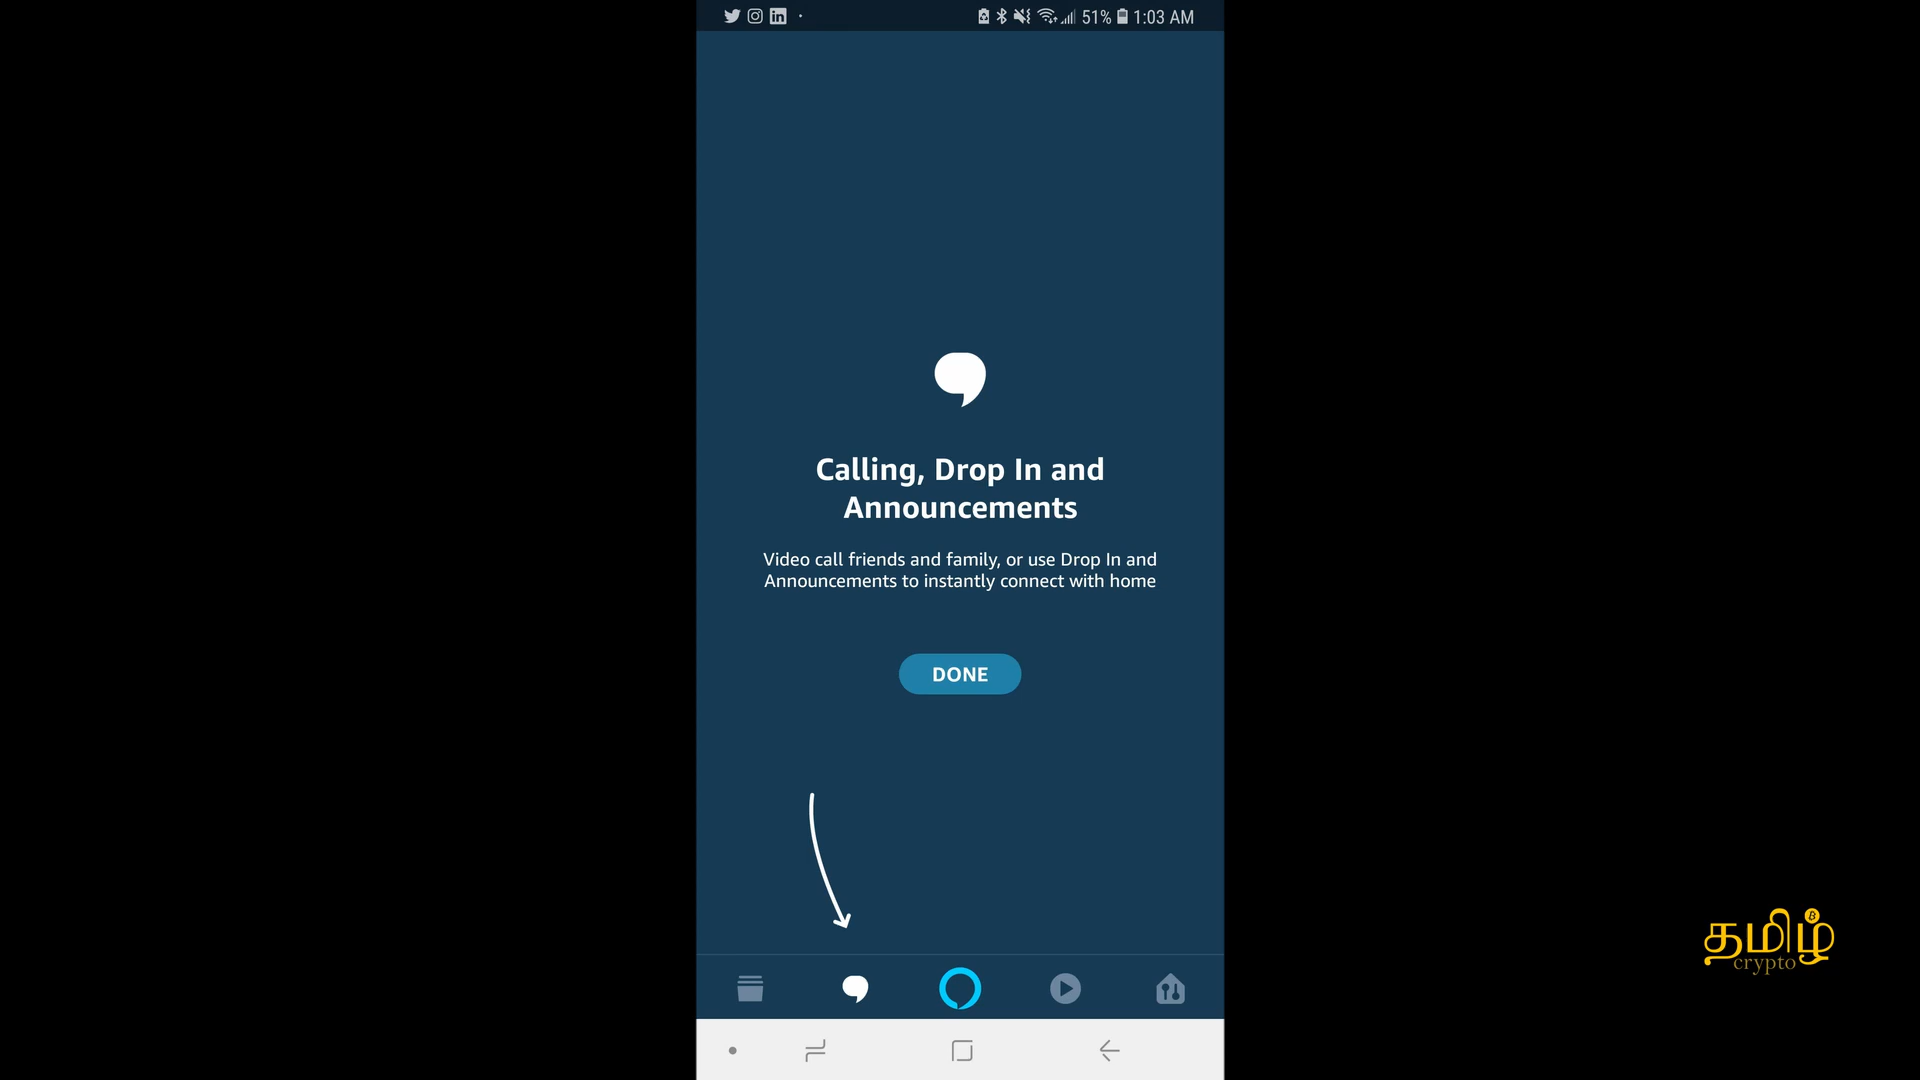 51% 1:03 AM
Calling, Drop In and
Announcements
Video call friends and family, or use Drop In and
Announcements to instantly connect with home
DONE
தமிழ்
crypto